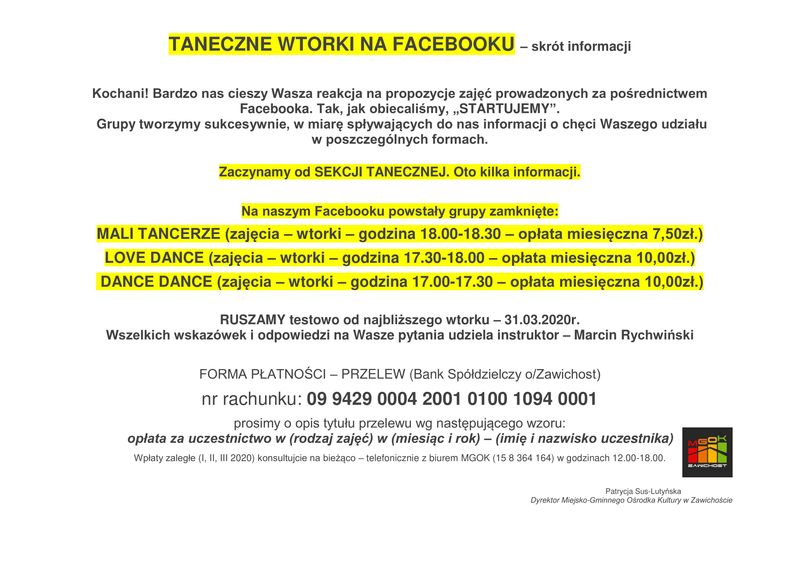 TANECZNE WTORKI NA FACEBOOKU – skrót informacji
Kochani! Bardzo nas cieszy Wasza reakcja na propozycje zajęć prowadzonych za pośrednictwem
Facebooka. Tak, jak obiecaliśmy, „STARTUJEMY”.
Grupy tworzymy sukcesywnie, w miarę spływających do nas informacji o chęci Waszego udziału
w poszczególnych formach.
Zaczynamy od SEKCJI TANECZNEJ. Oto kilka informacji.
Na naszym Facebooku powstały grupy zamknięte:
MALI TANCERZE (zajęcia – wtorki – godzina 18.00-18.30 – opłata miesięczna 7,50zł.)
LOVE DANCE (zajęcia – wtorki – godzina 17.30-18.00 – opłata miesięczna 10,00zł.)
DANCE DANCE (zajęcia – wtorki – godzina 17.00-17.30 – opłata miesięczna 10,00zł.)
RUSZAMY testowo od najbliższego wtorku – 31.03.2020r.
Wszelkich wskazówek i odpowiedzi na Wasze pytania udziela instruktor – Marcin Rychwiński
FORMA PŁATNOŚCI – PRZELEW (Bank Spółdzielczy o/Zawichost)
nr rachunku: 09 9429 0004 2001 0100 1094 0001
prosimy o opis tytułu przelewu wg następującego wzoru:
opłata za uczestnictwo w (rodzaj zajęć) w (miesiąc i rok) – (imię i nazwisko uczestnika)
Wpłaty zaległe (I, II, III 2020) konsultujcie na bieżąco – telefonicznie z biurem MGOK (15 8 364 164) w godzinach 12.00-18.00.
MGOK
ZAWICHOST
Patrycja Sus-Lutyńska
Dyrektor Miejsko-Gminnego Ośrodka Kultury w Zawichoście